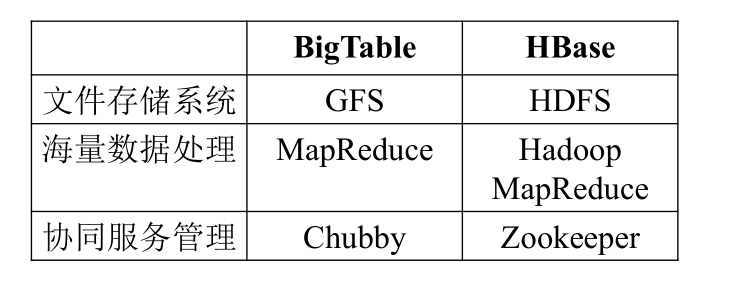 BigTable HBase
文件存储系统 GFS HDFS
海量数据处理 MapReduce Hadoop
MapReduce
协同服务管理 Chubby Zookeeper